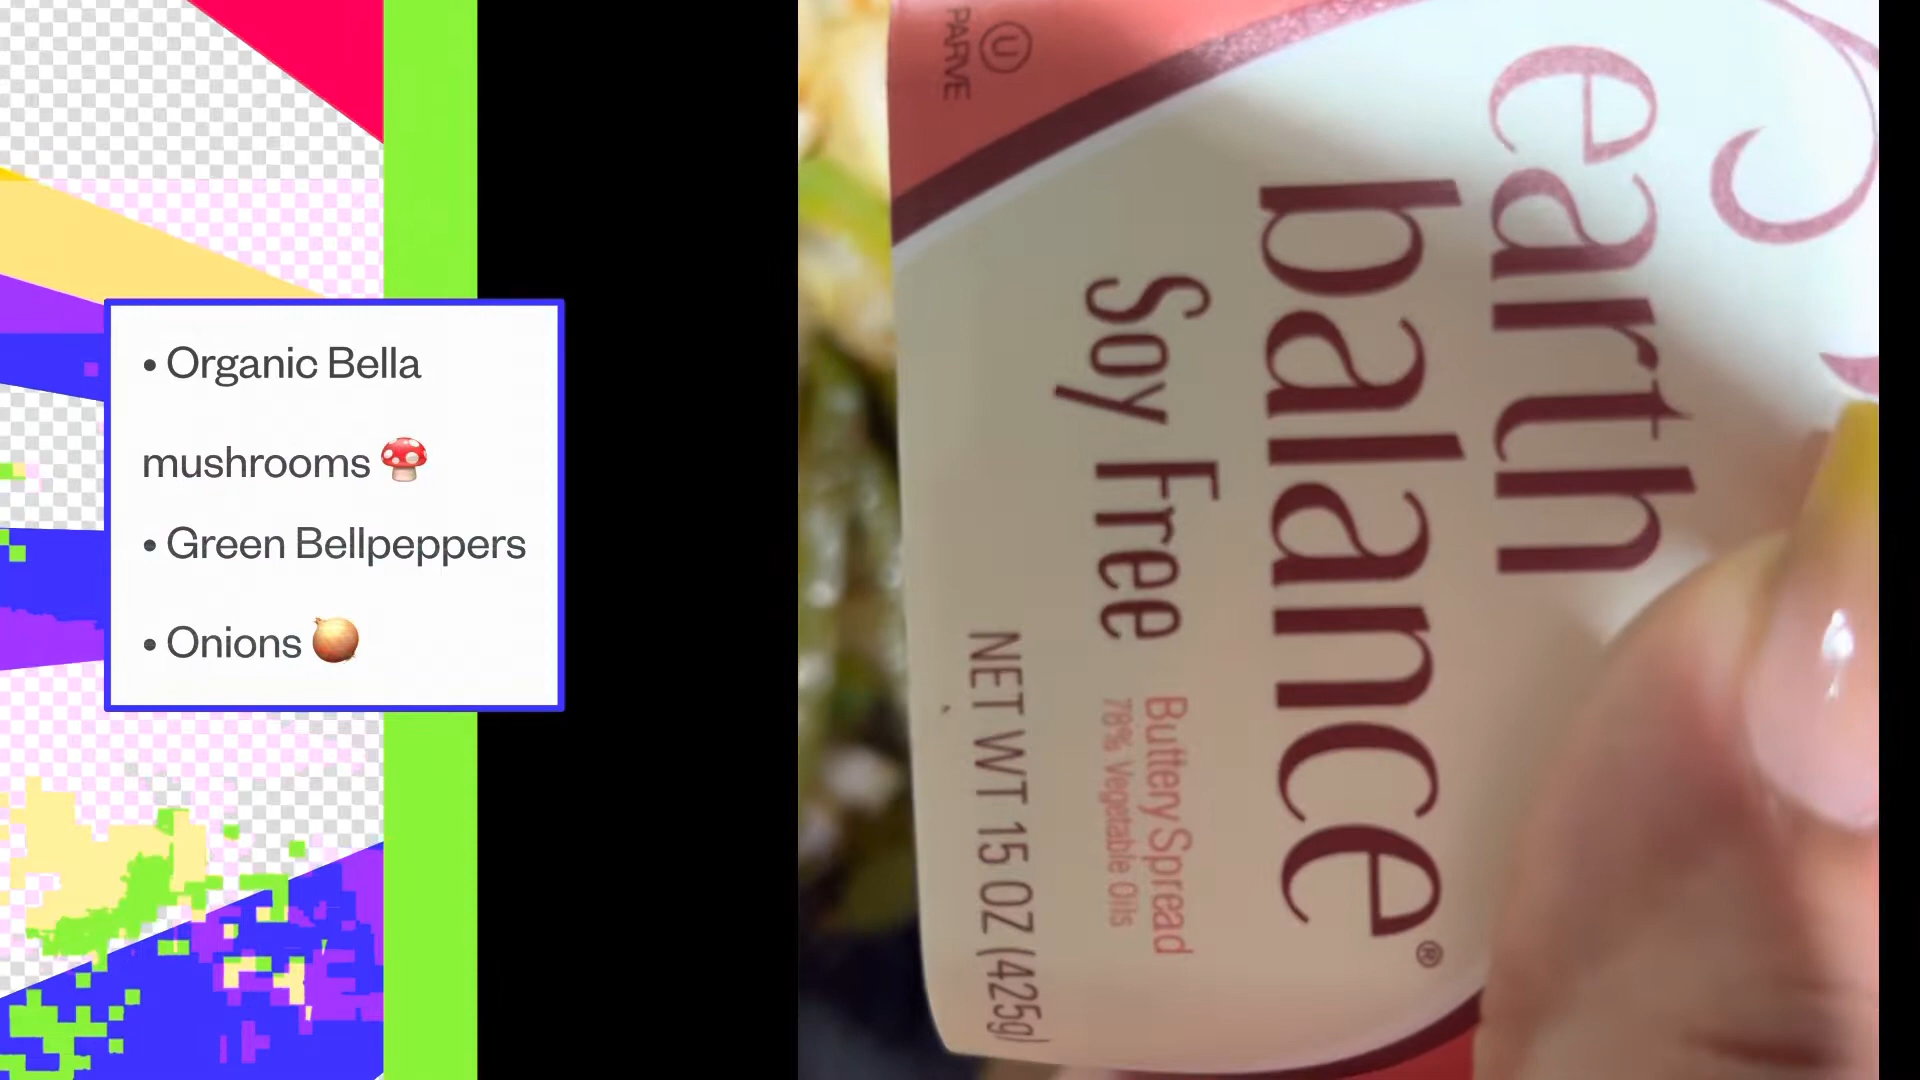 • Organic Bella
mushrooms 🍄
• Green Bellpeppers
• Onions 🧅
earth
balance®
Soy Free
Buttery Spread
78% Vegetable Oils
NET WT 15 OZ (425g)
U
PARVE